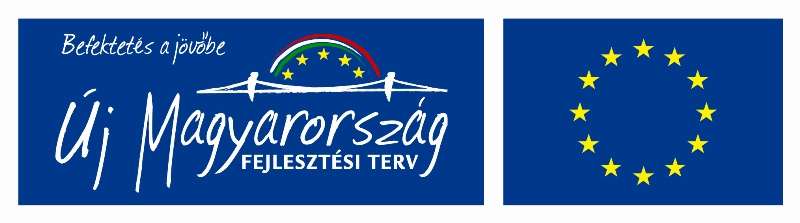 Befektetés a jövőbe
Új Magyarország
FEJLESZTÉSI TERV